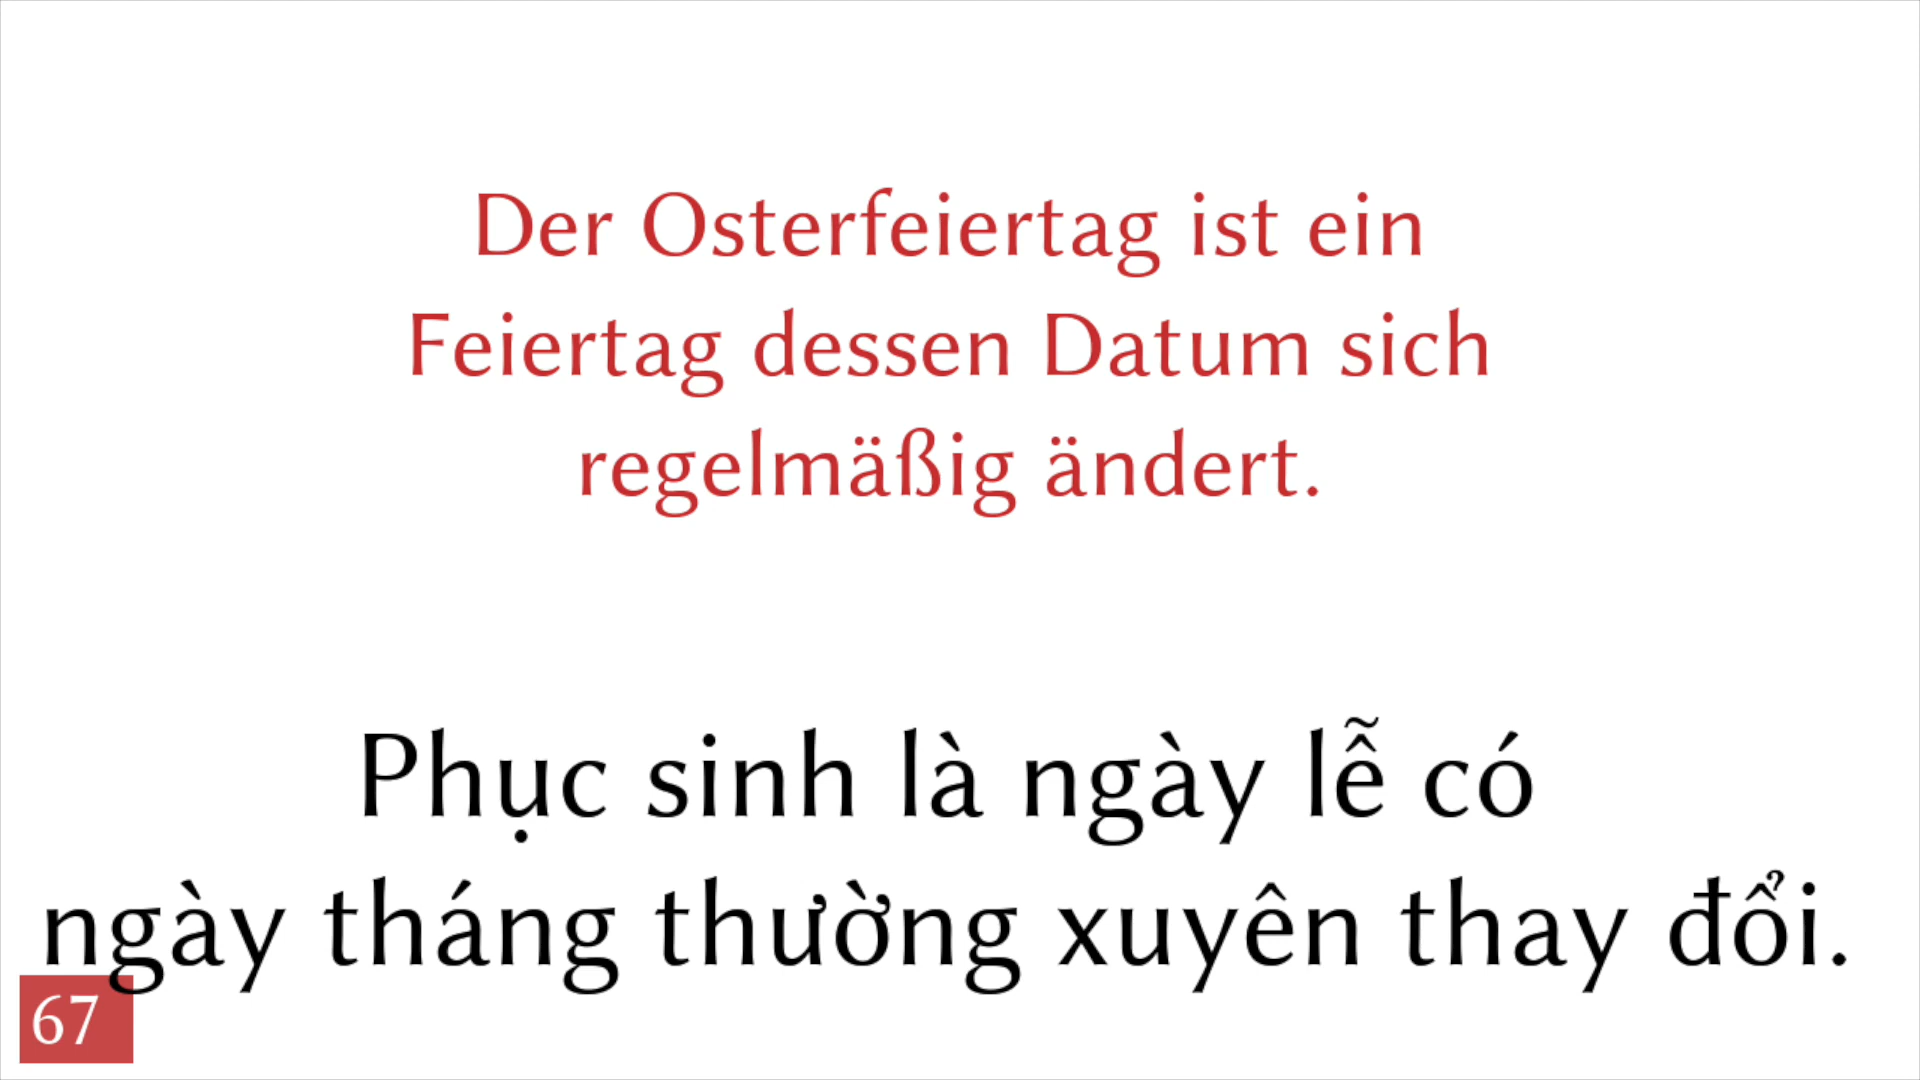 Der Osterfeiertag ist ein
Feiertag dessen Datum sich
regelmäßig ändert.
Phục sinh là ngày lễ có
ngày tháng thường xuyên thay đổi.
67